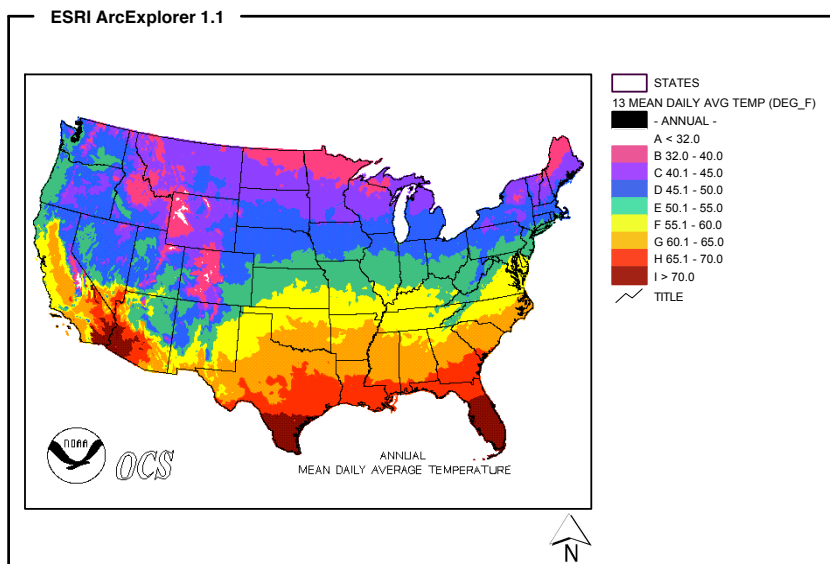 ESRI ArcExplorer 1.1
STATES
13 MEAN DAILY AVG TEMP (DEG_F)
- ANNUAL -
A < 32.0
B 32.0 - 40.0
C 40.1 - 45.0
D 45.1 - 50.0
E 50.1 - 55.0
F 55.1 - 60.0
G 60.1 - 65.0
H 65.1 - 70.0
I > 70.0
TITLE
NOAA
OCS
ANNUAL
MEAN DAILY AVERAGE TEMPERATURE
N